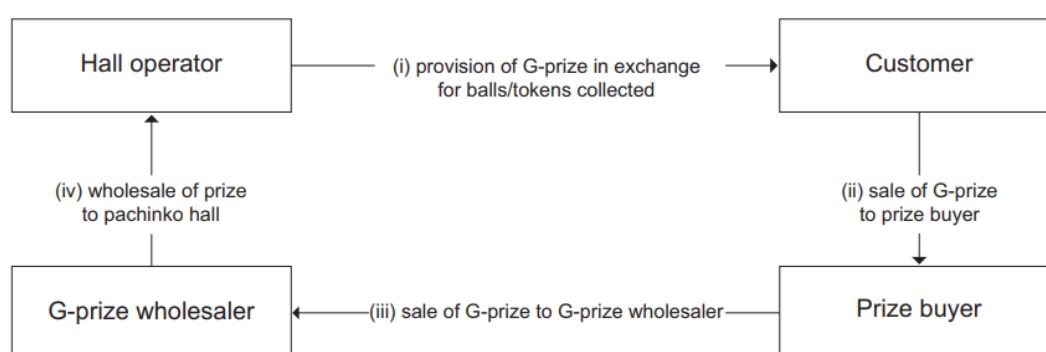 Hall operator
(i) provision of G-prize in exchange
for balls/tokens collected
Customer
(iv) wholesale of prize
to pachinko hall
(ii) sale of G-prize
to prize buyer
G-prize wholesaler
(iii) sale of G-prize to G-prize wholesaler
Prize buyer